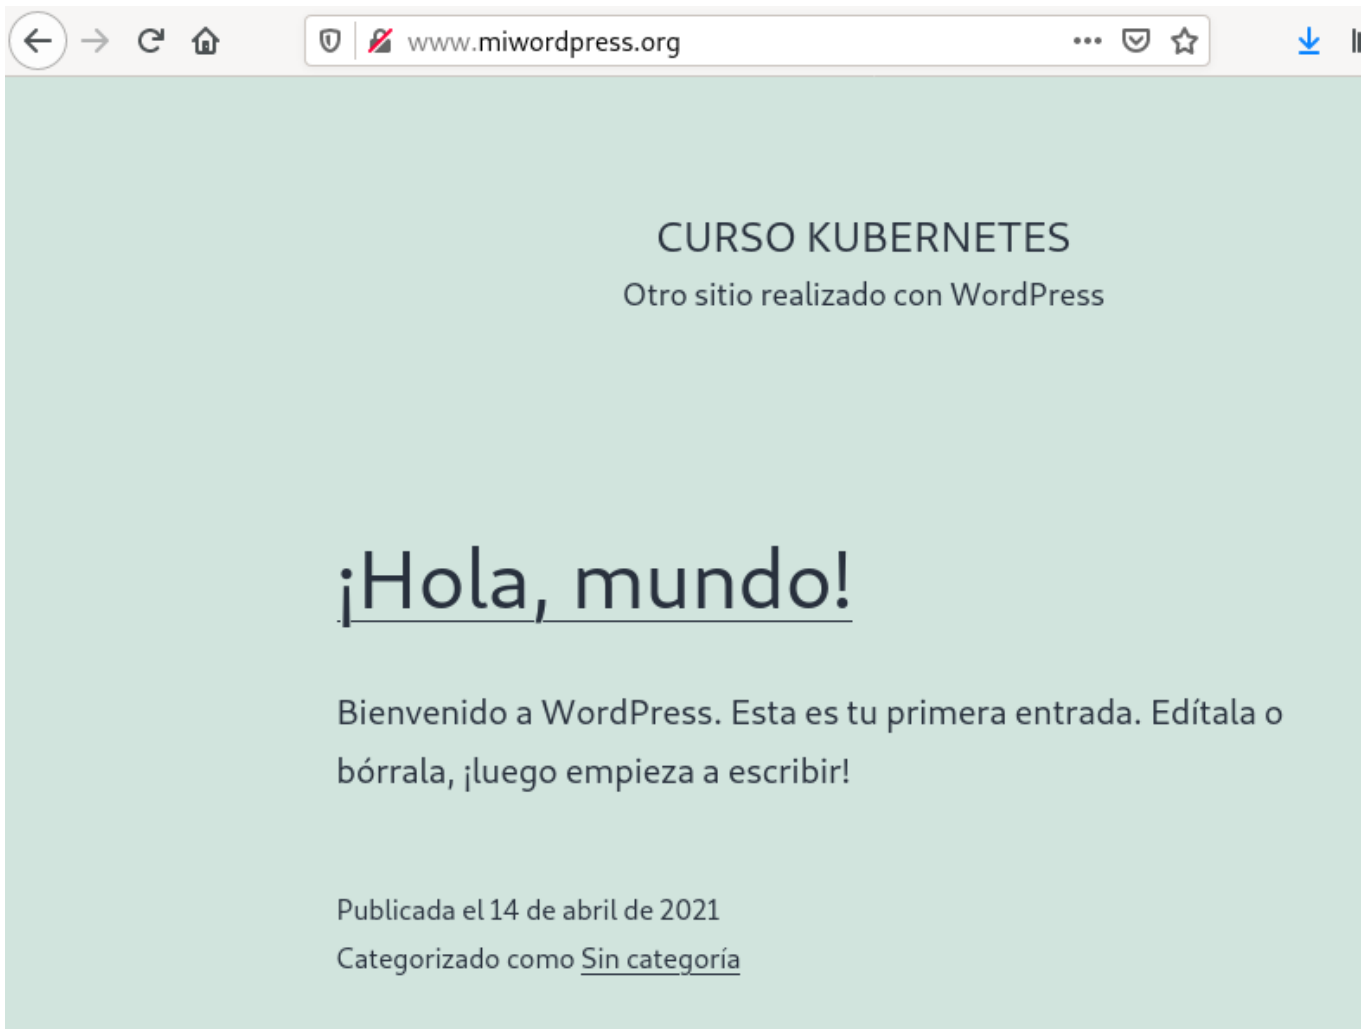 www.miwordpress.org
CURSO KUBERNETES
Otro sitio realizado con WordPress
¡Hola, mundo!
Bienvenido a WordPress. Esta es tu primera entrada. Edítala o
bórrala, ¡luego empieza a escribir!
Publicada el 14 de abril de 2021
Categorizado como Sin categoría